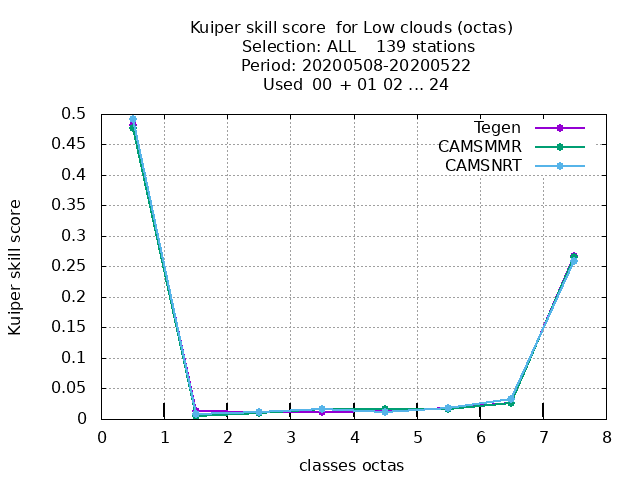 Kuiper skill score  for Low clouds (octas)
Selection: ALL    139 stations
Period: 20200508-20200522
Used  00 + 01 02 ... 24
Tegen
CAMSMMR
CAMSNRT
0.5
0.45
0.4
0.35
0.3
0.25
0.2
0.15
0.1
0.05
0
Kuiper skill score
0 1 2 3 4 5 6 7 8
classes octas